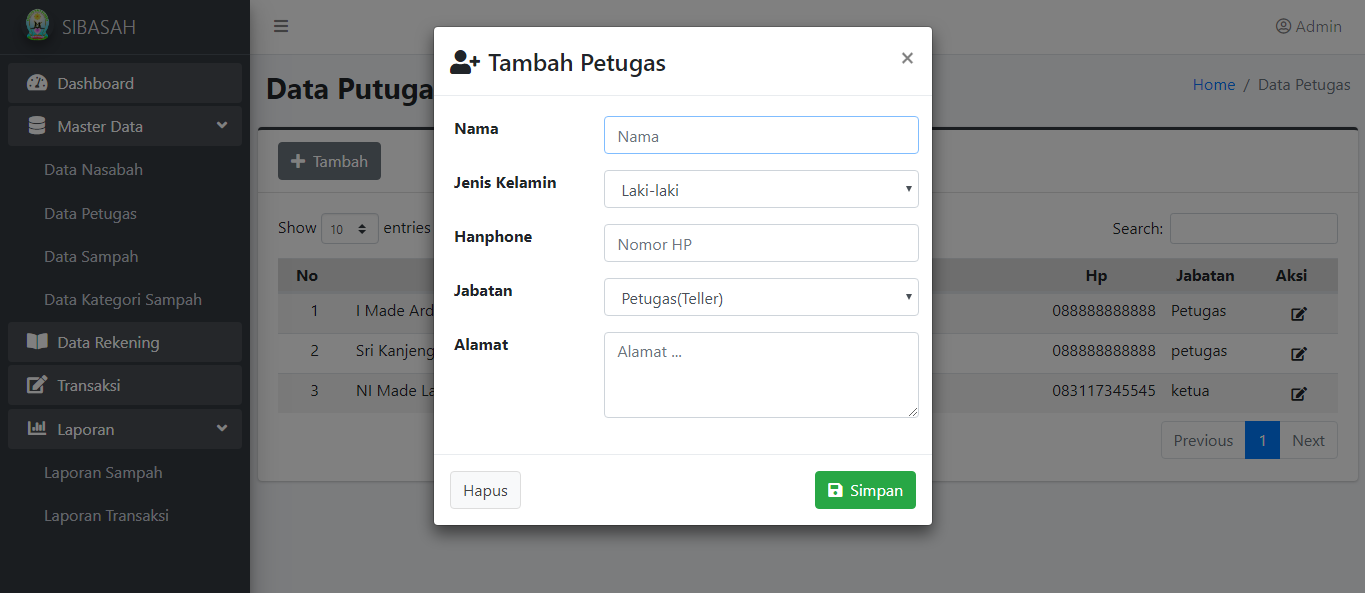 SIBASAH
Admin
Dashboard
Master Data
Data Nasabah
Data Petugas
Data Sampah
Data Kategori Sampah
Data Rekening
Transaksi
Laporan
Laporan Sampah
Laporan Transaksi
Data Putuga
Home / Data Petugas
Tambah
Show 10 entries
Search:
No Hp Jabatan Aksi
1 I Made Ard 088888888888 Petugas
2 Sri Kanjeng 088888888888 petugas
3 NI Made La 083117345545 ketua
Previous 1 Next
Tambah Petugas ×
Nama Nama
Jenis Kelamin Laki-laki
Hanphone Nomor HP
Jabatan Petugas(Teller)
Alamat Alamat ...
Hapus Simpan